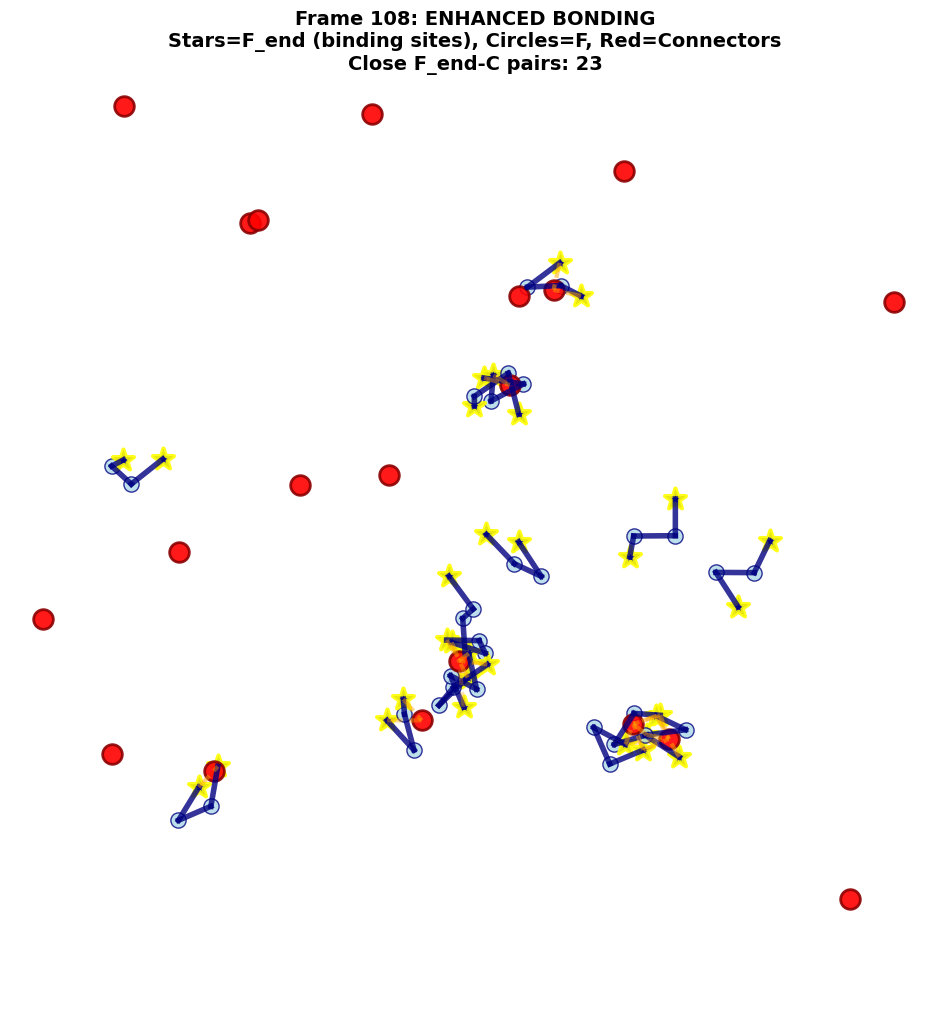 Frame 108: ENHANCED BONDING
Stars=F_end (binding sites), Circles=F, Red=Connectors
Close F_end-C pairs: 23